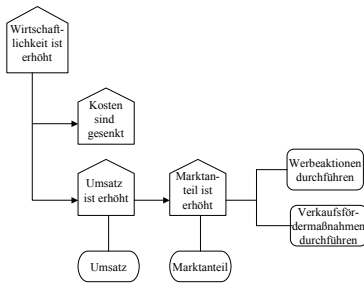 Wirtschaft-
lichkeit ist
erhöht
Kosten
sind
gesenkt
Umsatz
ist erhöht
Marktan-
teil ist
erhöht
Werbeaktionen
durchführen
Verkaufsför-
dermaßnahmen
durchführen
Umsatz
Marktanteil